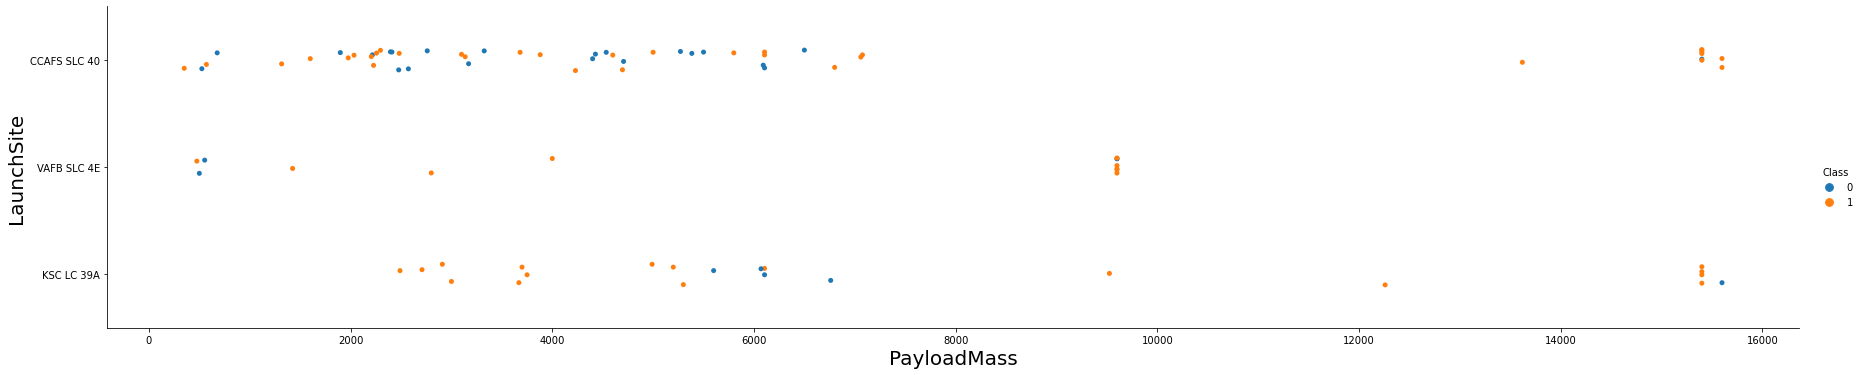 LaunchSite
CCAFS SLC 40
VAFB SLC 4E
KSC LC 39A
0 2000 4000 6000 8000 10000 12000 14000 16000
PayloadMass
Class
0
1